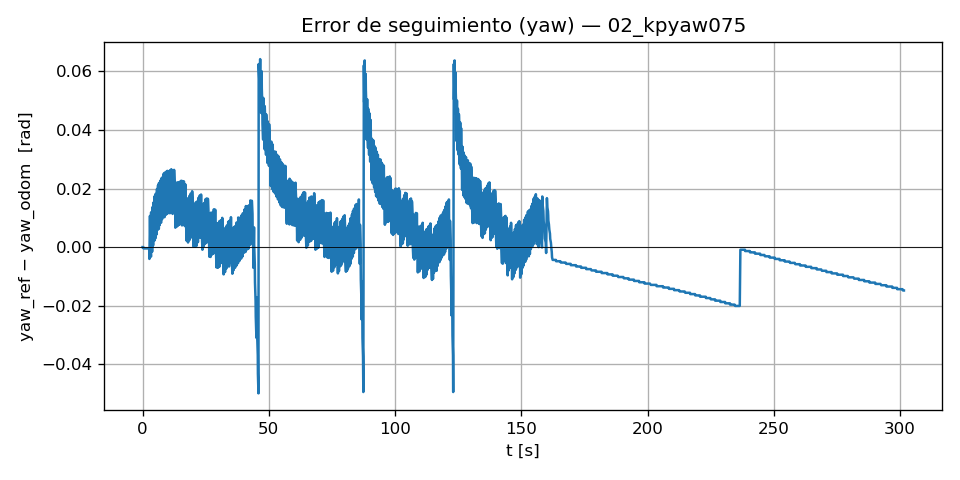 Error de seguimiento (yaw) — 02_kpyaw075
yaw_ref − yaw_odom [rad]
0.06
0.04
0.02
0.00
−0.02
−0.04
0 50 100 150 200 250 300
t [s]